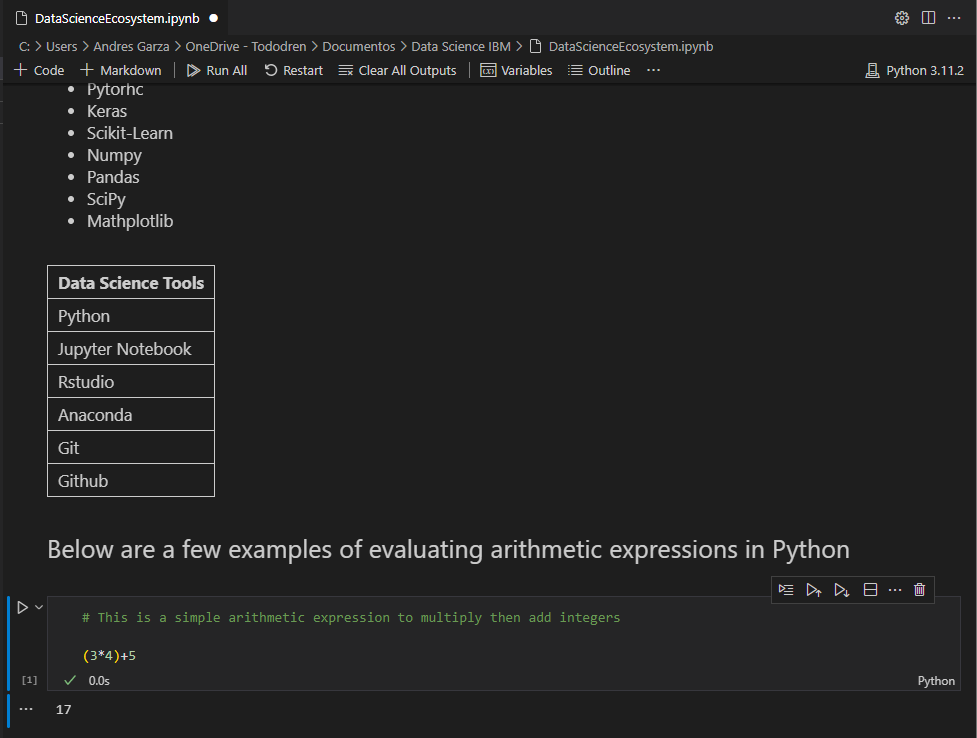 DataScienceEcosystem.ipynb
C: > Users > Andres Garza > OneDrive - Tododren > Documentos > Data Science IBM > DataScienceEcosystem.ipynb
+ Code + Markdown | Run All Restart Clear All Outputs | Variables Outline ... Python 3.11.2
• Pytorhc
• Keras
• Scikit-Learn
• Numpy
• Pandas
• SciPy
• Mathplotlib
Data Science Tools
Python
Jupyter Notebook
Rstudio
Anaconda
Git
Github
Below are a few examples of evaluating arithmetic expressions in Python
# This is a simple arithmetic expression to multiply then add integers
(3*4)+5
[1] 0.0s Python
... 17